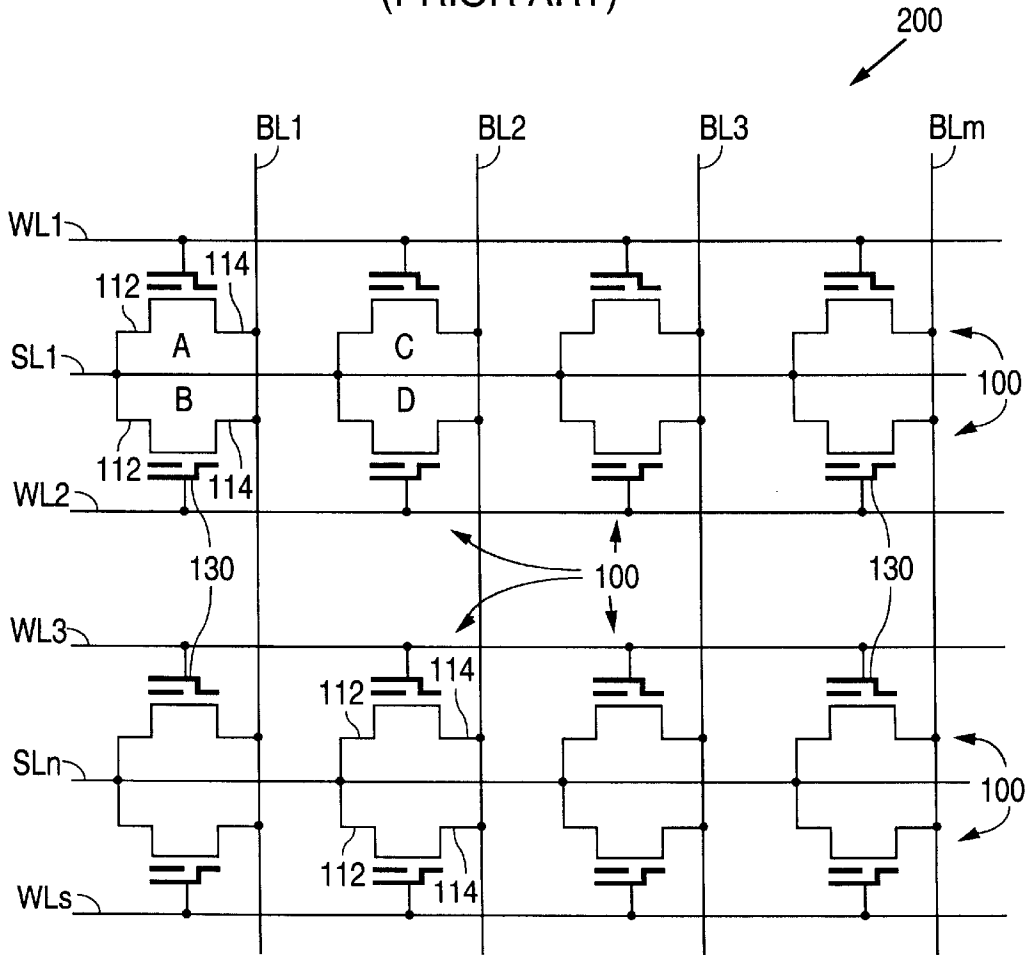 (PRIOR ART)
200
BL1 BL2 BL3 BLm
WL1
112 114
A C
SL1
100
B D
112 114
WL2
130 100 130
WL3
112 114
SLn
100
112 114
WLs